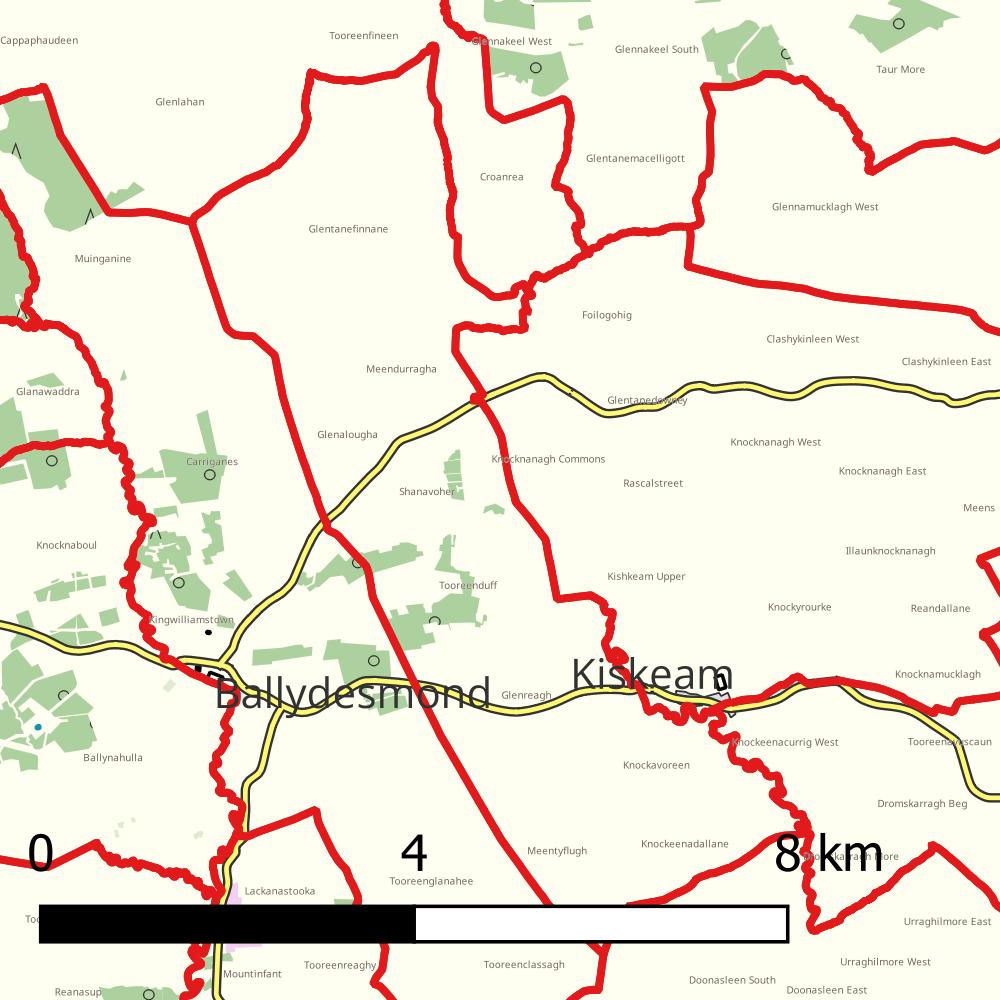 Tooreenfineen
Cappaphaudeen
Glennakeel West
Glennakeel South
Taur More
Glenlahan
Glentanemacelligott
Croanrea
Glennamucklagh West
Glentanefinnane
Muinganine
Foilogohig
Clashykinleen West
Clashykinleen East
Meendurragha
Glanawaddra
Glentanedowney
Glenalougha
Knocknanagh West
Knocknanagh Commons
Carriganes
Knocknanagh East
Rascalstreet
Shanavoher
Meens
Knocknaboul
Illaunknocknanagh
Kishkeam Upper
Tooreenduff
Knockyrourke
Reandallane
Kingwilliamstown
Kiskeam
Knocknamucklagh
Ballydesmond
Glenreagh
Knockeenacurrig West
Ballynahulla
Knockavoreen
Dromskarragh Beg
0 4 8 km
Knockeenadallane
Meentyflugh
Dromskarragh More
Tooreenglanahee
Lackanastooka
Urraghilmore East
Urraghilmore West
Tooreenreaghy
Tooreenclassagh
Mountinfant
Doonasleen South
Doonasleen East
Reanasup